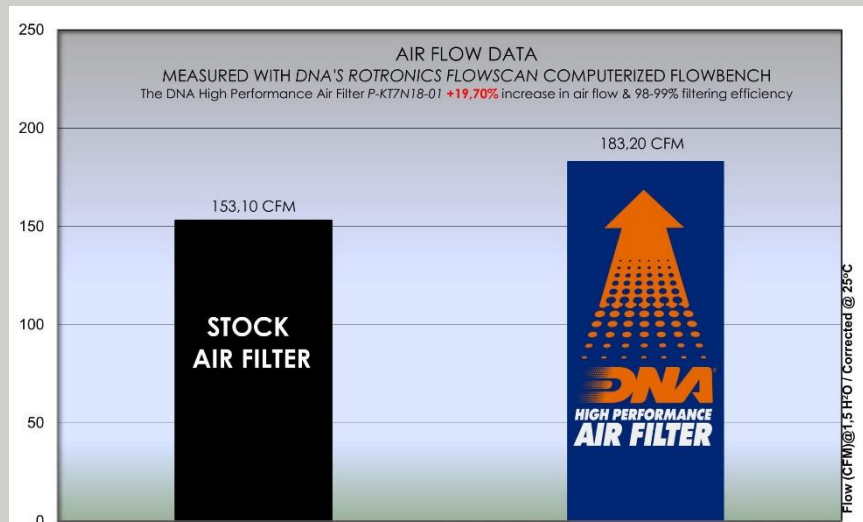 AIR FLOW DATA
MEASURED WITH DNA'S ROTRONICS FLOWSCAN COMPUTERIZED FLOWBENCH
The DNA High Performance Air Filter P-KT7N18-01 +19,70% increase in air flow & 98-99% filtering efficiency
250
200
150
100
50
0
153,10 CFM
STOCK
AIR FILTER
183,20 CFM
DNA®
HIGH PERFORMANCE
AIR FILTER
Flow (CFM)@1,5 H²O / Corrected @ 25°C